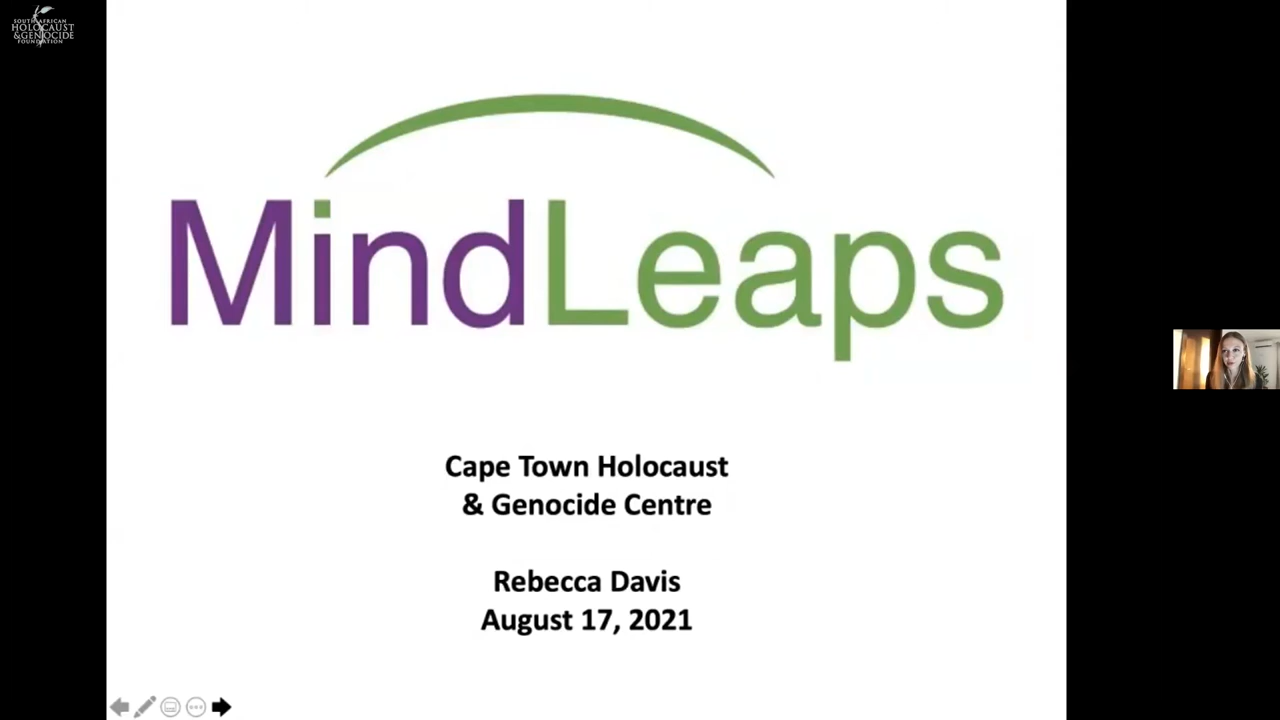 SOUTH AFRICAN
HOLOCAUST
& GENOCIDE
FOUNDATION
MindLeaps
Cape Town Holocaust
& Genocide Centre
Rebecca Davis
August 17, 2021